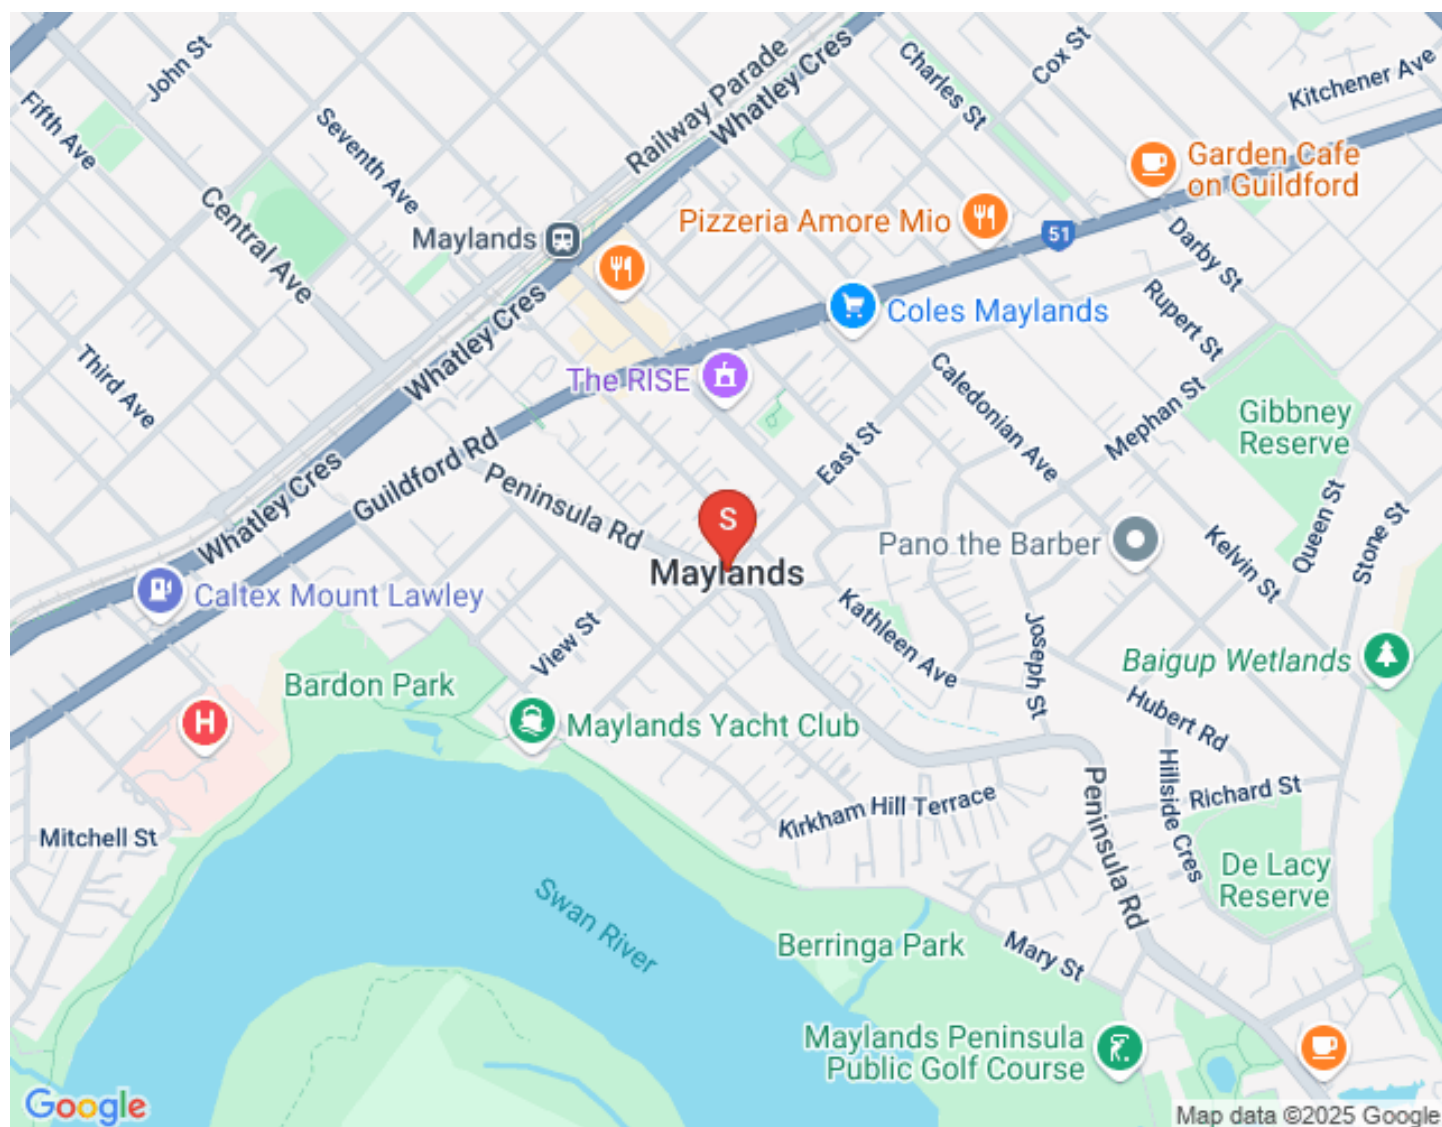 John St
Fifth Ave
Seventh Ave
Railway Parade
Whatley Cres
Charles St
Cox St
Kitchener Ave
Garden Cafe
on Guildford
Central Ave
Maylands
Pizzeria Amore Mio
51
Darby St
Rupert St
Whatley Cres
Coles Maylands
Third Ave
The RISE
Caledonian Ave
Mephan St
Gibbney
Reserve
Guildford Rd
East St
Whatley Cres
Peninsula Rd
S
Maylands
Pano the Barber
Kelvin St
Queen St
Stone St
Caltex Mount Lawley
View St
Kathleen Ave
Joseph St
Baigup Wetlands
Bardon Park
H
Maylands Yacht Club
Hubert Rd
Hillside Cres
Richard St
Kirkham Hill Terrace
Peninsula Rd
Mitchell St
De Lacy
Reserve
Swan River
Berringa Park
Mary St
Maylands Peninsula
Public Golf Course
Google
Map data ©2025 Google